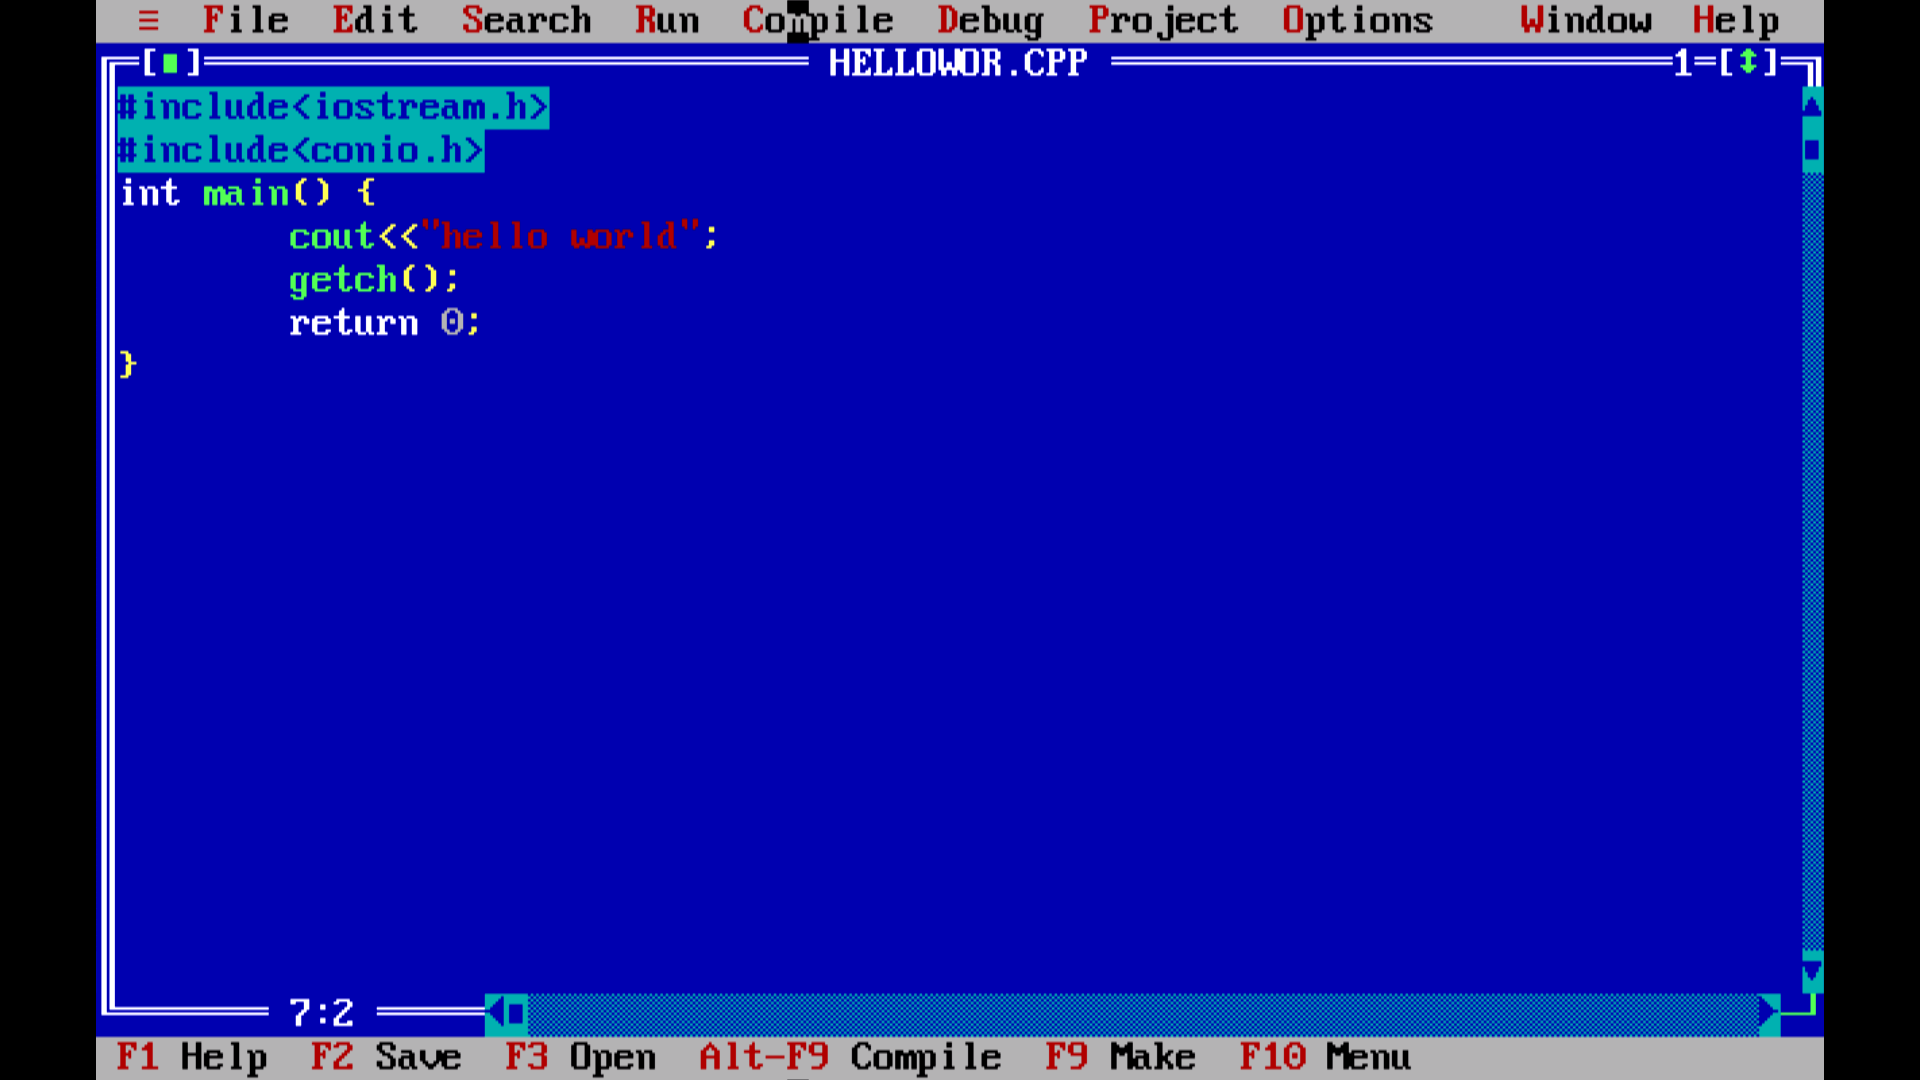 ≡ File Edit Search Run Compile Debug Project Options Window Help
[■] HELLOWOR.CPP 1=[↕]
#include<iostream.h>
#include<conio.h>
int main() {
        cout<<"hello world";
        getch();
        return 0;
}
7:2
F1 Help F2 Save F3 Open Alt-F9 Compile F9 Make F10 Menu